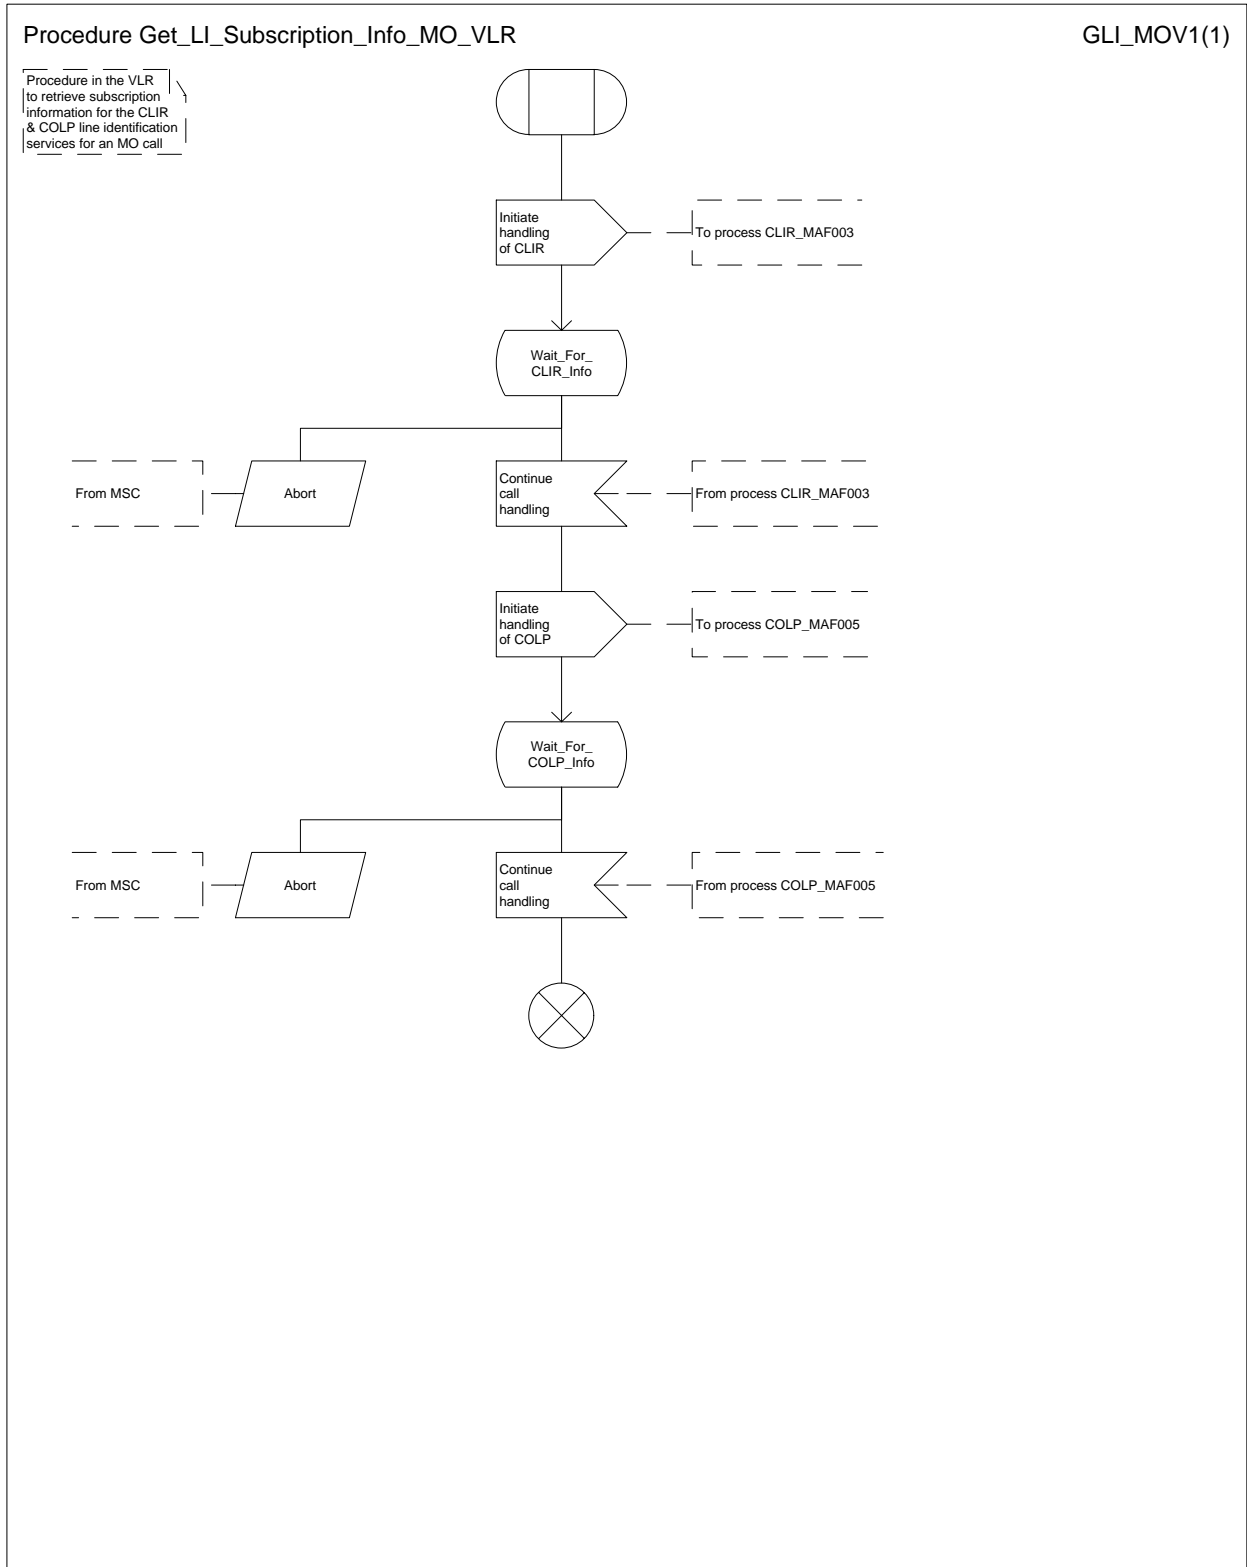 Procedure Get_LI_Subscription_Info_MO_VLR
GLI_MOV1(1)
Procedure in the VLR
to retrieve subscription
information for the CLIR
& COLP line identification
services for an MO call
Initiate
handling
of CLIR
To process CLIR_MAF003
Wait_For_
CLIR_Info
From MSC
Abort
Continue
call
handling
From process CLIR_MAF003
Initiate
handling
of COLP
To process COLP_MAF005
Wait_For_
COLP_Info
From MSC
Abort
Continue
call
handling
From process COLP_MAF005